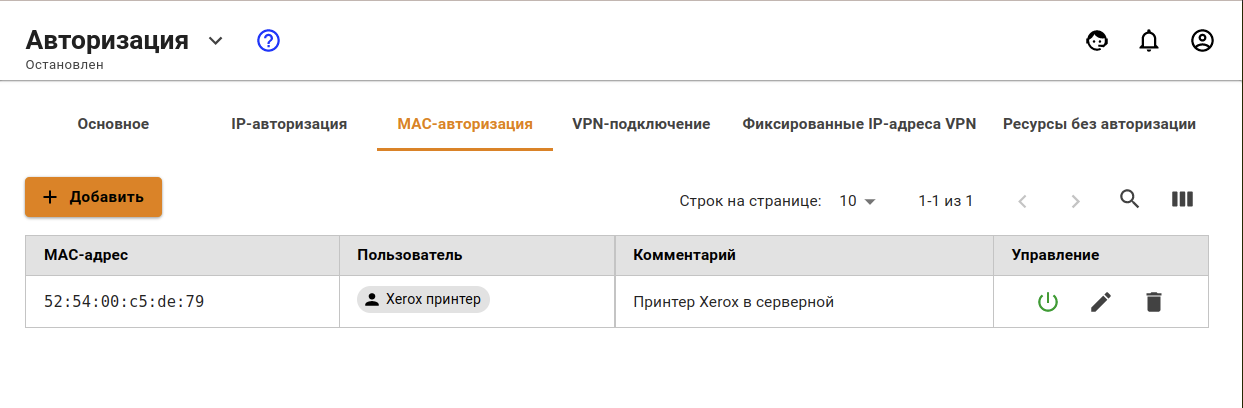 Авторизация
Остановлен
Основное IP-авторизация MAC-авторизация VPN-подключение Фиксированные IP-адреса VPN Ресурсы без авторизации
Добавить Строк на странице: 10 1-1 из 1
MAC-адрес Пользователь Комментарий Управление
52:54:00:c5:de:79 Xerox принтер Принтер Xerox в серверной